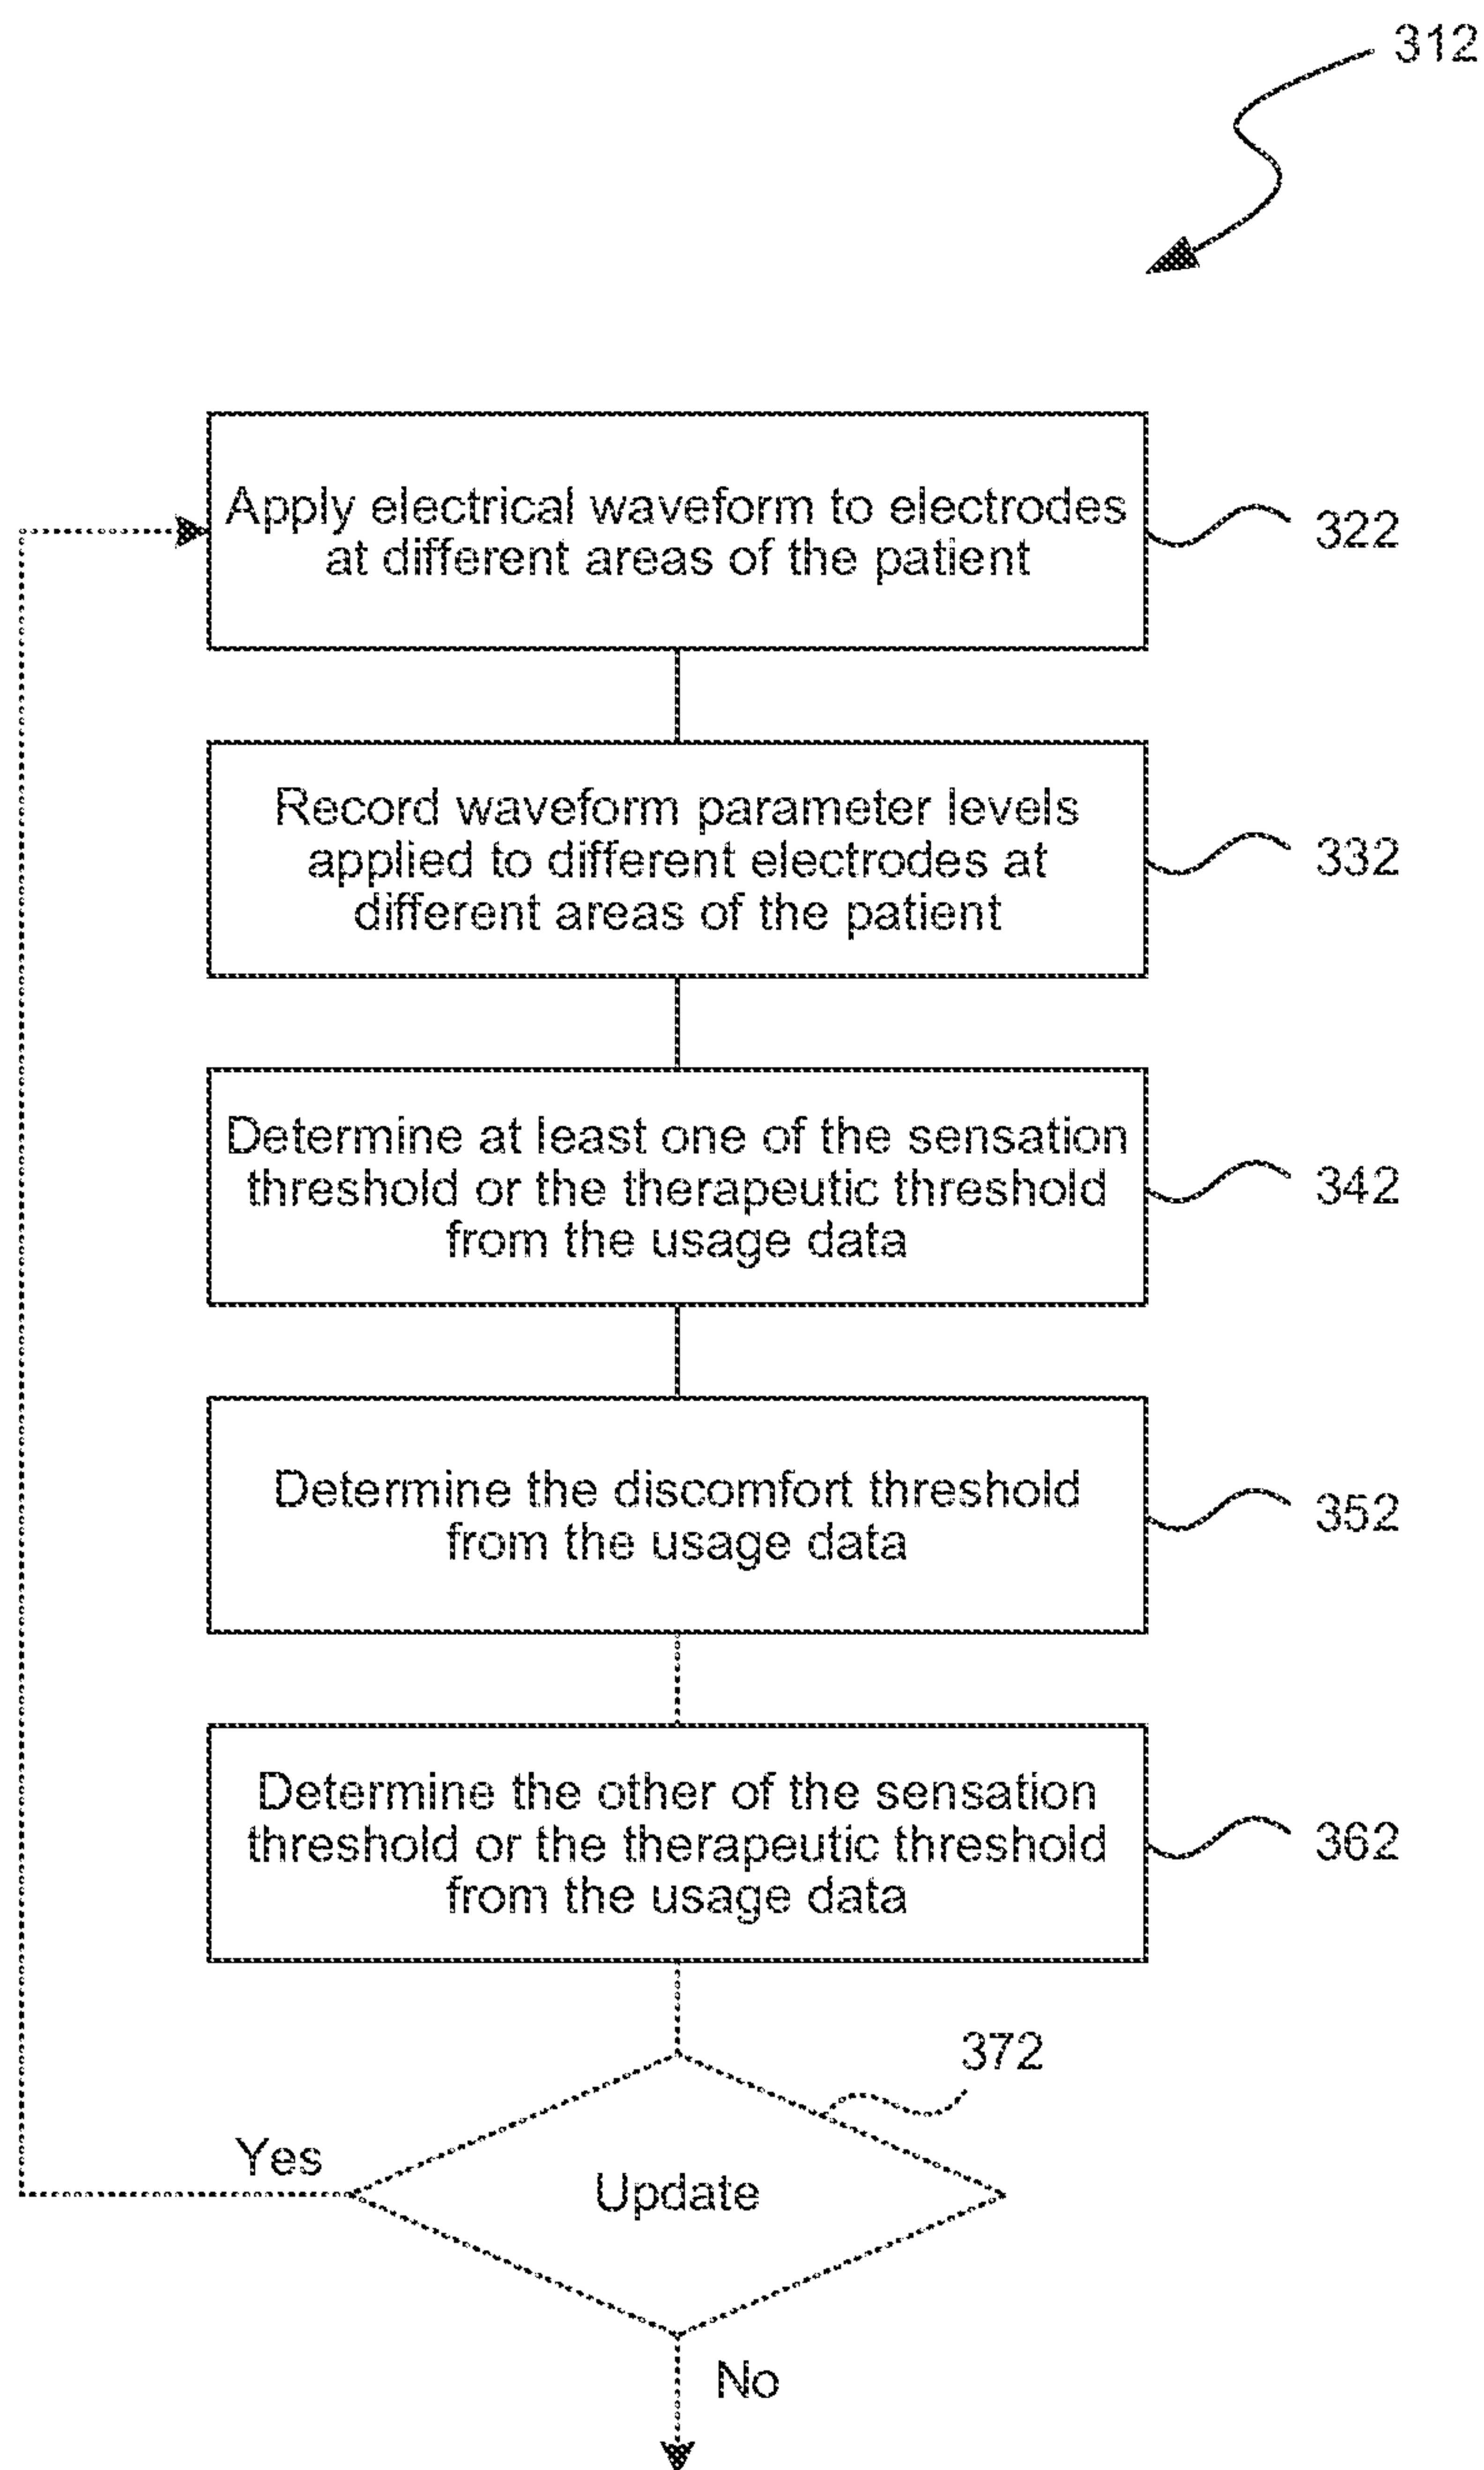 312
Apply electrical waveform to electrodes
at different areas of the patient
322
Record waveform parameter levels
applied to different electrodes at
different areas of the patient
332
Determine at least one of the sensation
threshold or the therapeutic threshold
from the usage data
342
Determine the discomfort threshold
from the usage data
352
Determine the other of the sensation
threshold or the therapeutic threshold
from the usage data
362
372
Yes
Update
No